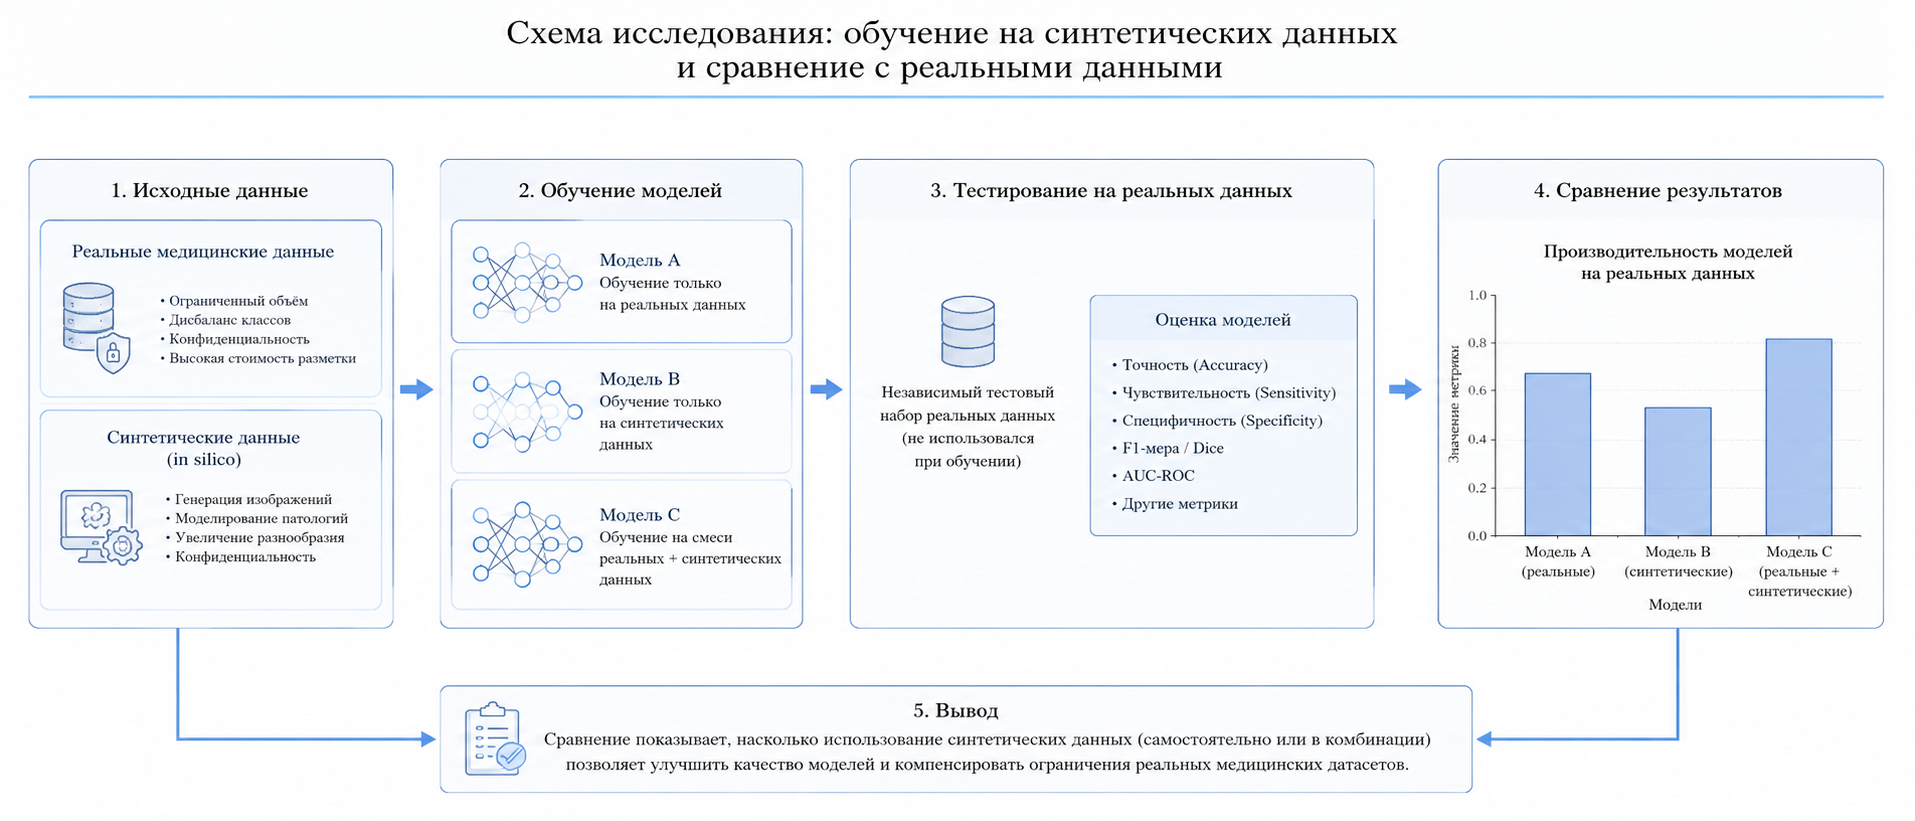 Схема исследования: обучение на синтетических данных
и сравнение с реальными данными
1. Исходные данные
Реальные медицинские данные
• Ограниченный объём
• Дисбаланс классов
• Конфиденциальность
• Высокая стоимость разметки
Синтетические данные
(in silico)
• Генерация изображений
• Моделирование патологий
• Увеличение разнообразия
• Конфиденциальность
2. Обучение моделей
Модель A
Обучение только
на реальных данных
Модель B
Обучение только
на синтетических
данных
Модель C
Обучение на смеси
реальных + синтетических
данных
3. Тестирование на реальных данных
Независимый тестовый
набор реальных данных
(не использовался
при обучении)
Оценка моделей
• Точность (Accuracy)
• Чувствительность (Sensitivity)
• Специфичность (Specificity)
• F1-мера / Dice
• AUC-ROC
• Другие метрики
4. Сравнение результатов
Производительность моделей
на реальных данных
Значение метрики
1.0
0.8
0.6
0.4
0.2
0.0
Модель A
(реальные)
Модель B
(синтетические)
Модель C
(реальные +
синтетические)
Модели
5. Вывод
Сравнение показывает, насколько использование синтетических данных (самостоятельно или в комбинации)
позволяет улучшить качество моделей и компенсировать ограничения реальных медицинских датасетов.